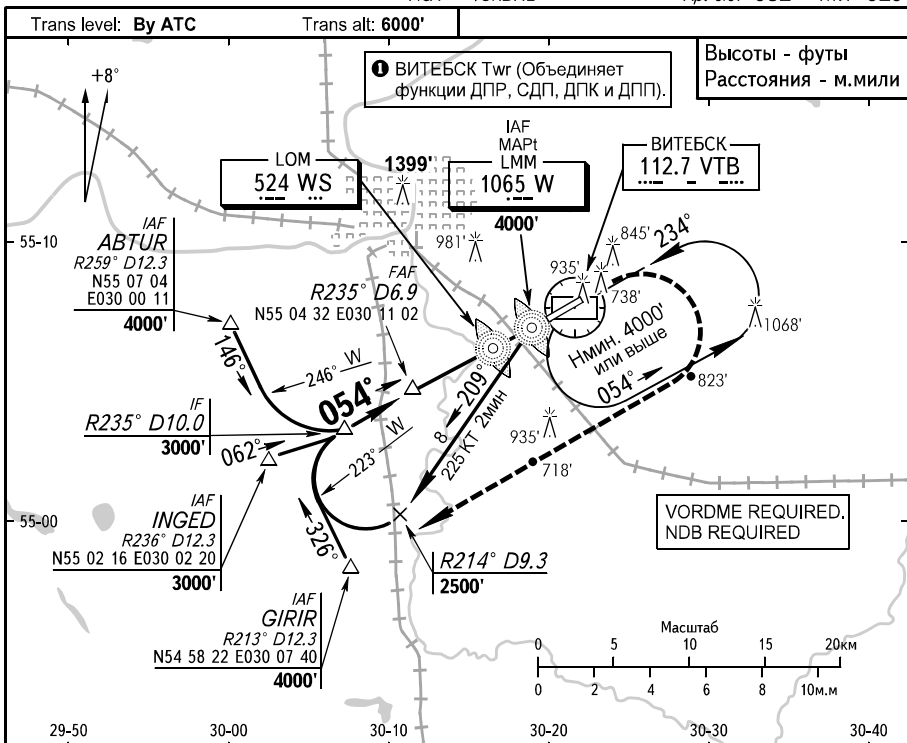 Trans level: By ATC
Trans alt: 6000'
Высоты - футы
Расстояния - м.мили
+8°
❶ ВИТЕБСК Twr (Объединяет
функции ДПР, СДП, ДПК и ДПП).
LOM
524 WS
1399'
IAF
MAPt
LMM
1065 W
4000'
ВИТЕБСК
112.7 VTB
55-10
IAF
ABTUR
R259° D12.3
N55 07 04
E030 00 11
4000'
981'
845'
935'
738'
234°
1068'
FAF
R235° D6.9
N55 04 32 E030 11 02
Hмин. 4000'
или выше
054°
823'
146°
246° W
054°
IF
R235° D10.0
3000'
062°
223° W
209°
8
225 КТ 2мин
935'
718'
55-00
IAF
INGED
R236° D12.3
N55 02 16 E030 02 20
3000'
326°
R214° D9.3
2500'
VORDME REQUIRED.
NDB REQUIRED
IAF
GIRIR
R213° D12.3
N54 58 22 E030 07 40
4000'
Масштаб
0 5 10 15 20км
0 2 4 6 8 10м.м
29-50 30-00 30-10 30-20 30-30 30-40